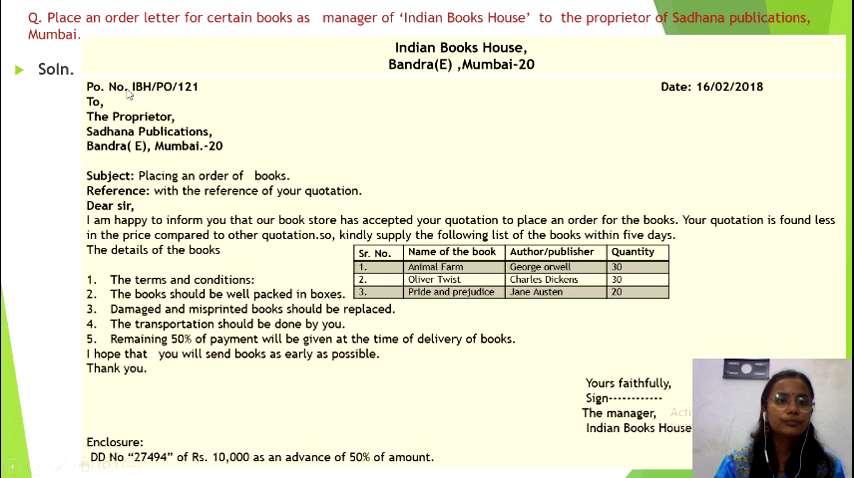 Q. Place an order letter for certain books as manager of ‘Indian Books House’ to the proprietor of Sadhana publications,
Mumbai.
Soln.
Indian Books House,
Bandra(E) ,Mumbai-20
Po. No. IBH/PO/121 Date: 16/02/2018
To,
The Proprietor,
Sadhana Publications,
Bandra( E), Mumbai.-20
Subject: Placing an order of books.
Reference: with the reference of your quotation.
Dear sir,
I am happy to inform you that our book store has accepted your quotation to place an order for the books. Your quotation is found less
in the price compared to other quotation.so, kindly supply the following list of the books within five days.
The details of the books
Sr. No. Name of the book Author/publisher Quantity
1. Animal Farm George orwell 30
2. Oliver Twist Charles Dickens 30
3. Pride and prejudice Jane Austen 20
1. The terms and conditions:
2. The books should be well packed in boxes.
3. Damaged and misprinted books should be replaced.
4. The transportation should be done by you.
5. Remaining 50% of payment will be given at the time of delivery of books.
I hope that you will send books as early as possible.
Thank you.
Yours faithfully,
Sign------------
The manager,
Indian Books House
Enclosure:
DD No “27494” of Rs. 10,000 as an advance of 50% of amount.